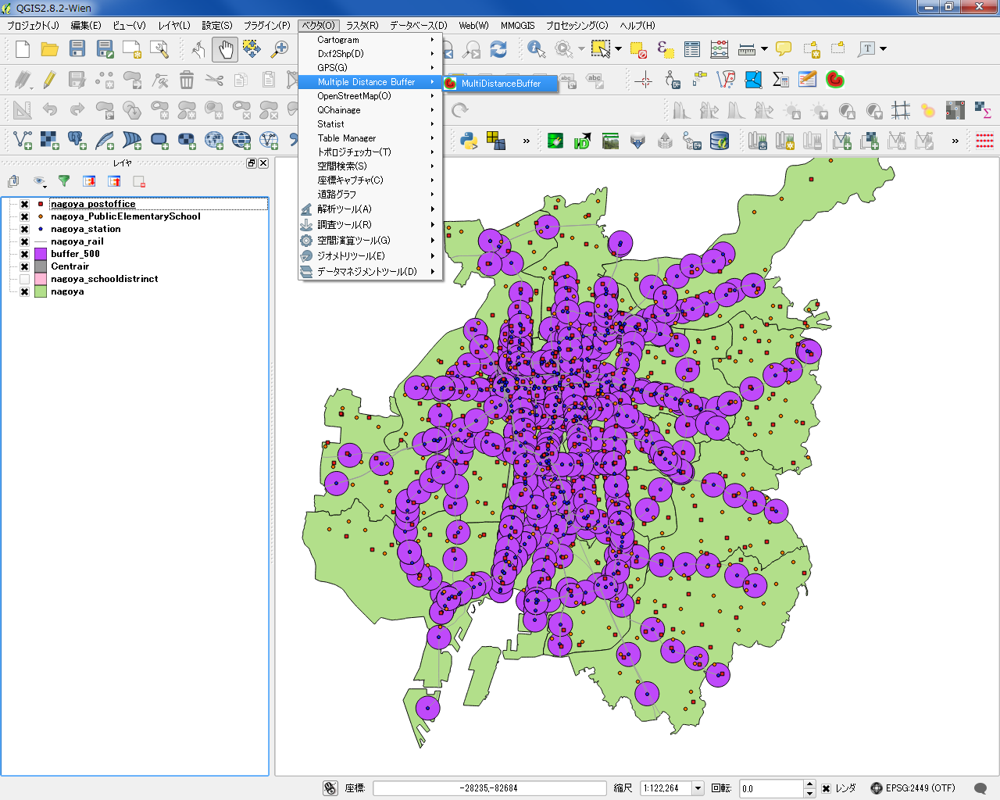 QGIS2.8.2-Wien
プロジェクト(J) 編集(E) ビュー(V) レイヤ(L) 設定(S) プラグイン(P) ベクタ(O) ラスタ(R) データベース(D) Web(W) MMQGIS プロセッシング(C) ヘルプ(H)
Cartogram
Dxf2Shp(D)
GPS(G)
Multiple Distance Buffer
MultiDistanceBuffer
OpenStreetMap(O)
QChainage
Statist
Table Manager
トポロジチェッカー(T)
空間検索(S)
座標キャプチャ(C)
道路グラフ
解析ツール(A)
調査ツール(R)
空間演算ツール(G)
ジオメトリツール(E)
データマネジメントツール(D)
レイヤ
nagoya_postoffice
nagoya_PublicElementarySchool
nagoya_station
nagoya_rail
buffer_500
Centrair
nagoya_schooldistrinct
nagoya
座標: -28235,-82684 縮尺 1:122,264 回転: 0.0 レンダ EPSG:2449 (OTF)